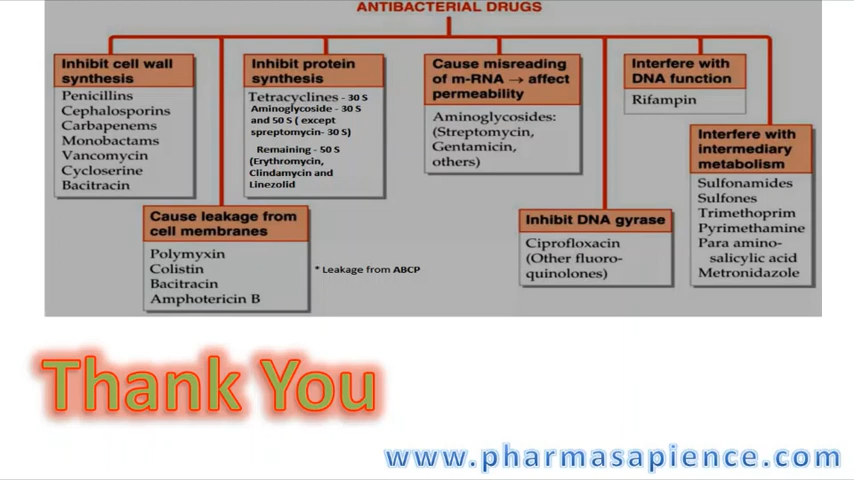 ANTIBACTERIAL DRUGS
Inhibit cell wall
synthesis
Penicillins
Cephalosporins
Carbapenems
Monobactams
Vancomycin
Cycloserine
Bacitracin
Inhibit protein
synthesis
Tetracyclines - 30 S
Aminoglycoside - 30 S
and 50 S ( except
spreptomycin- 30 S)
Remaining - 50 S
(Erythromycin,
Clindamycin and
Linezolid
Cause misreading
of m-RNA → affect
permeability
Aminoglycosides:
(Streptomycin,
Gentamicin,
others)
Interfere with
DNA function
Rifampin
Interfere with
intermediary
metabolism
Sulfonamides
Sulfones
Trimethoprim
Pyrimethamine
Para amino-
salicylic acid
Metronidazole
Cause leakage from
cell membranes
Polymyxin
Colistin
Bacitracin
Amphotericin B
* Leakage from ABCP
Inhibit DNA gyrase
Ciprofloxacin
(Other fluoro-
quinolones)
Thank You
www.pharmasapience.com